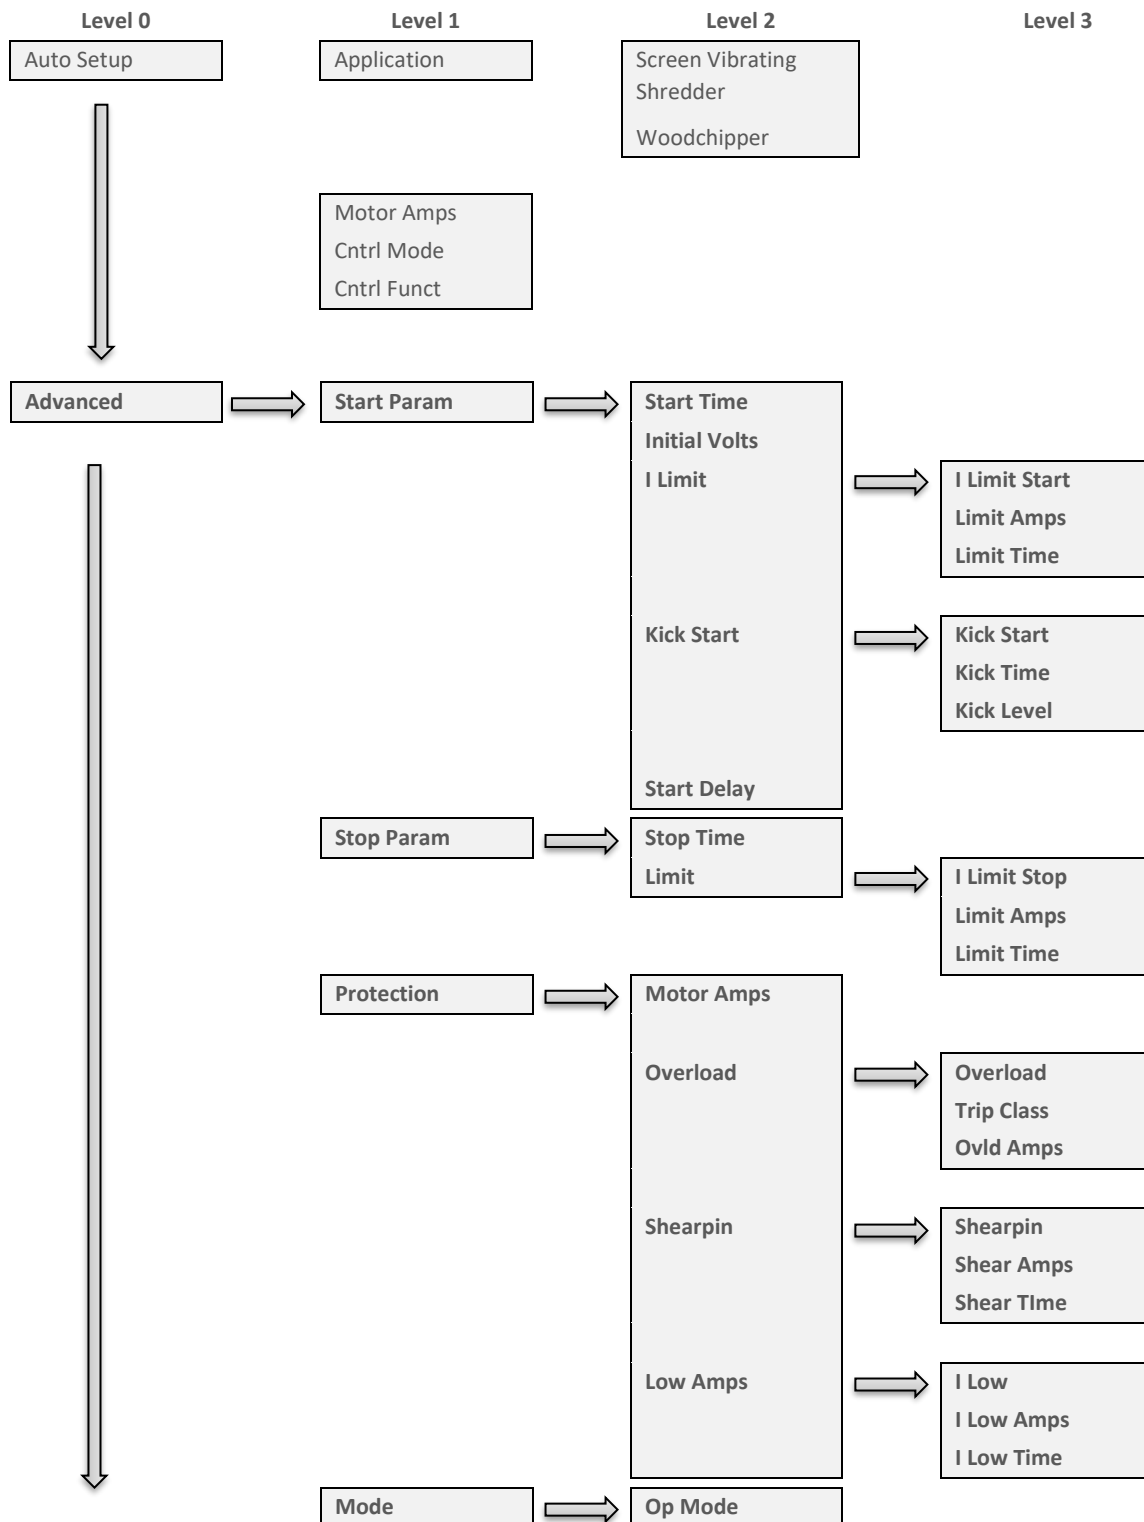 Level 0 Level 1 Level 2 Level 3
Auto Setup Application Screen Vibrating
Shredder
Woodchipper
Motor Amps
Cntrl Mode
Cntrl Funct
Advanced Start Param Start Time
Initial Volts
I Limit I Limit Start
Limit Amps
Limit Time
Kick Start Kick Start
Kick Time
Kick Level
Start Delay
Stop Param Stop Time
Limit I Limit Stop
Limit Amps
Limit Time
Protection Motor Amps
Overload Overload
Trip Class
Ovld Amps
Shearpin Shearpin
Shear Amps
Shear TIme
Low Amps I Low
I Low Amps
I Low Time
Mode Op Mode